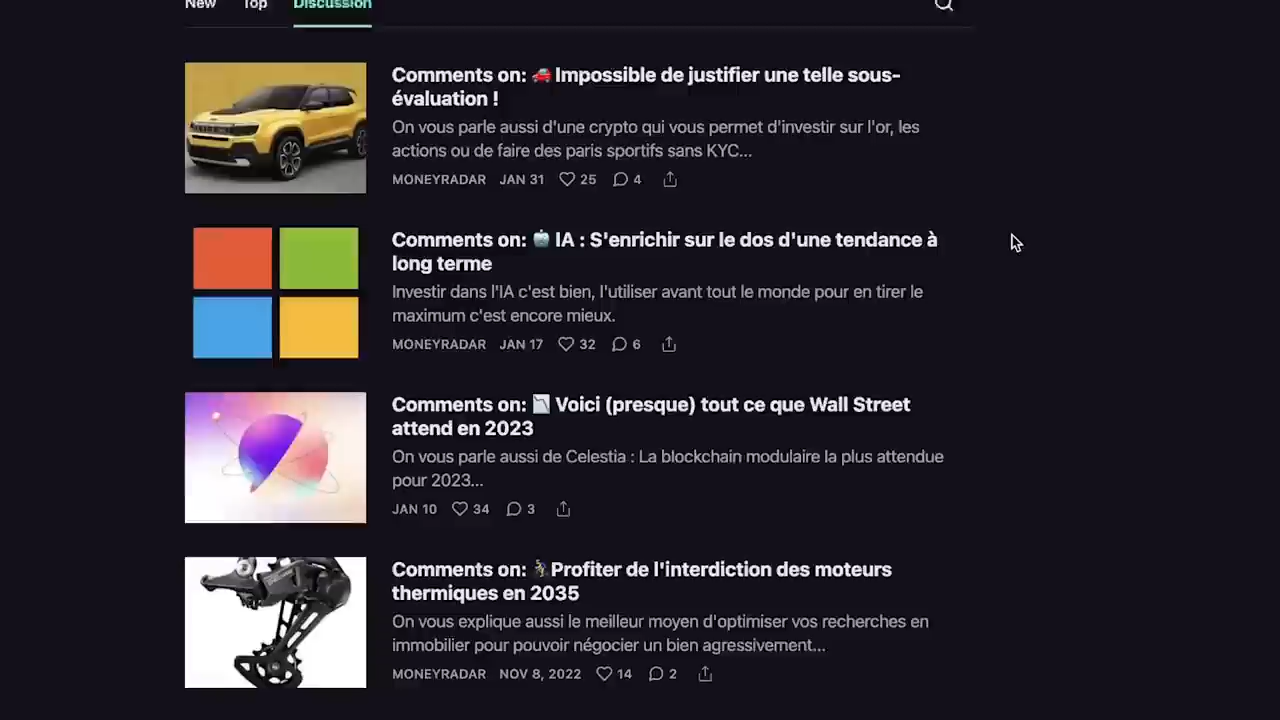 New Top Discussion
Comments on: 🚗 Impossible de justifier une telle sous-
évaluation !
On vous parle aussi d'une crypto qui vous permet d'investir sur l'or, les
actions ou de faire des paris sportifs sans KYC...
MONEYRADAR JAN 31 25 4
Comments on: 🤖 IA : S'enrichir sur le dos d'une tendance à
long terme
Investir dans l'IA c'est bien, l'utiliser avant tout le monde pour en tirer le
maximum c'est encore mieux.
MONEYRADAR JAN 17 32 6
Comments on: 📉 Voici (presque) tout ce que Wall Street
attend en 2023
On vous parle aussi de Celestia : La blockchain modulaire la plus attendue
pour 2023...
JAN 10 34 3
Comments on: Profiter de l'interdiction des moteurs
thermiques en 2035
On vous explique aussi le meilleur moyen d'optimiser vos recherches en
immobilier pour pouvoir négocier un bien agressivement...
MONEYRADAR NOV 8, 2022 14 2